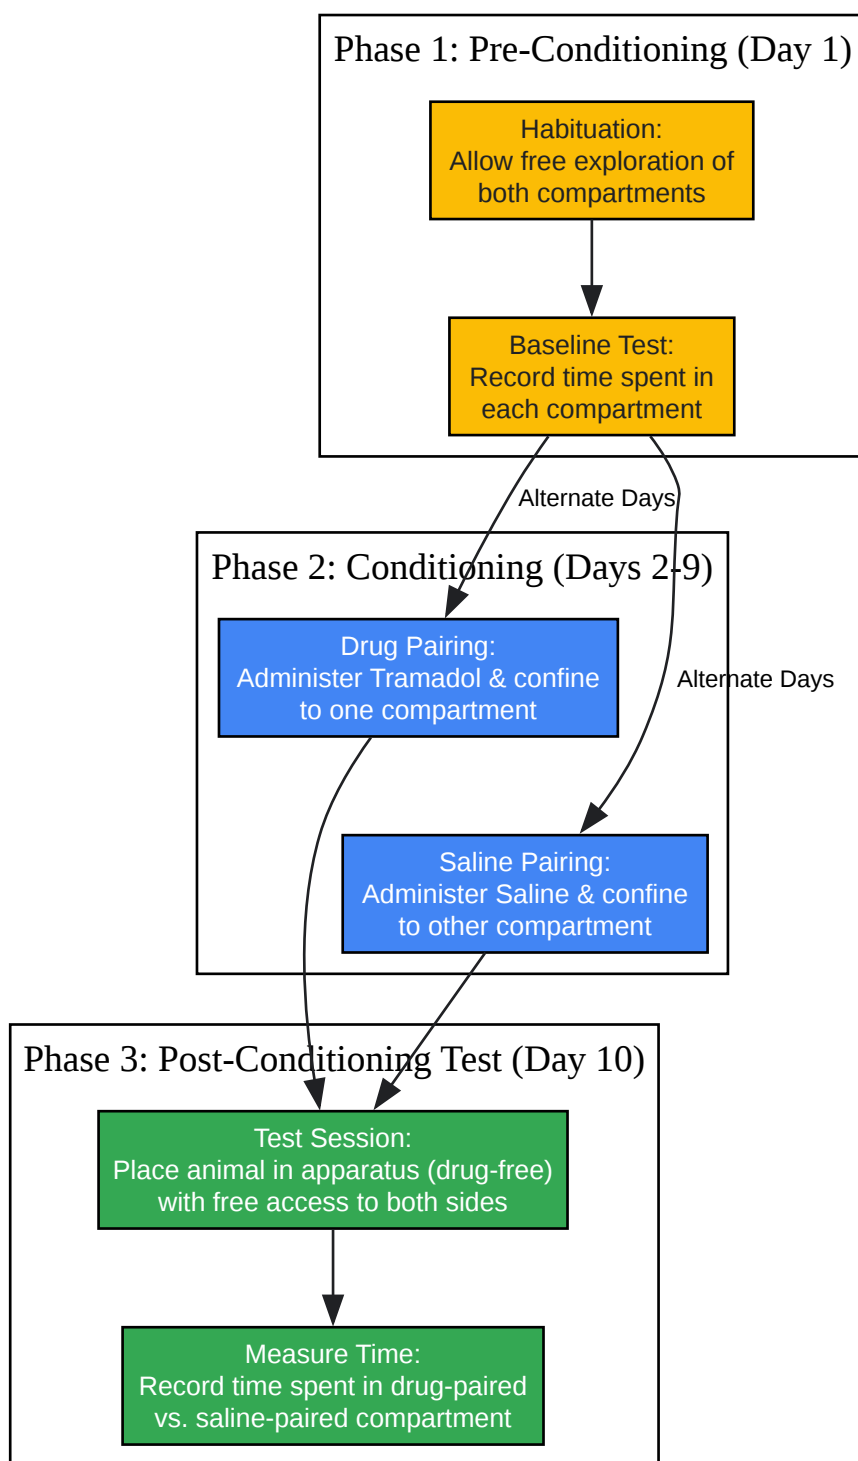 Phase 1: Pre-Conditioning (Day 1)
Habituation:
Allow free exploration of
both compartments
Baseline Test:
Record time spent in
each compartment
Alternate Days
Phase 2: Conditioning (Days 2-9)
Drug Pairing:
Administer Tramadol & confine
to one compartment
Alternate Days
Saline Pairing:
Administer Saline & confine
to other compartment
Phase 3: Post-Conditioning Test (Day 10)
Test Session:
Place animal in apparatus (drug-free)
with free access to both sides
Measure Time:
Record time spent in drug-paired
vs. saline-paired compartment